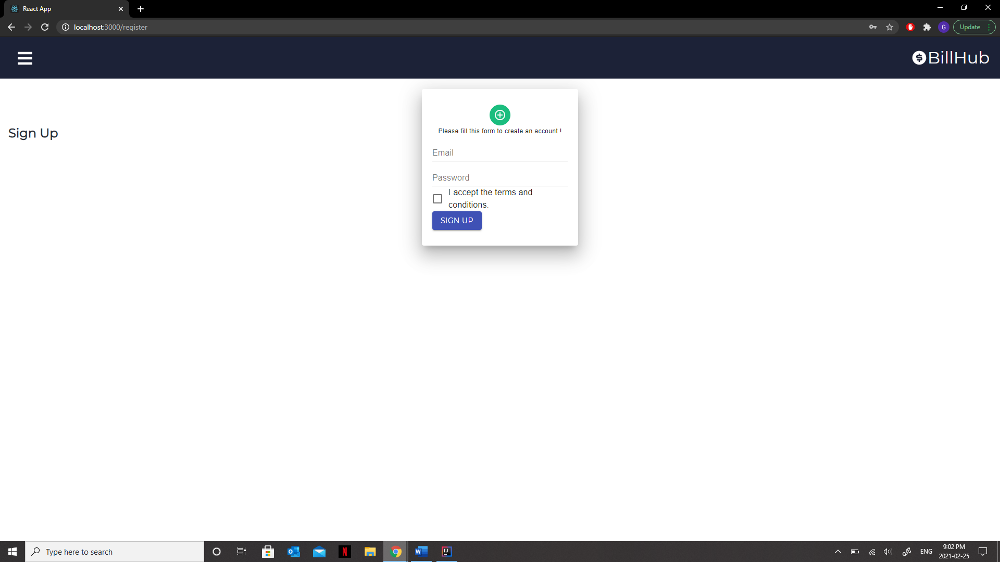 React App
localhost:3000/register
G
Update
BillHub
Sign Up
Please fill this form to create an account !
Email
Password
I accept the terms and
conditions.
SIGN UP
Type here to search
ENG
9:02 PM
2021-02-25